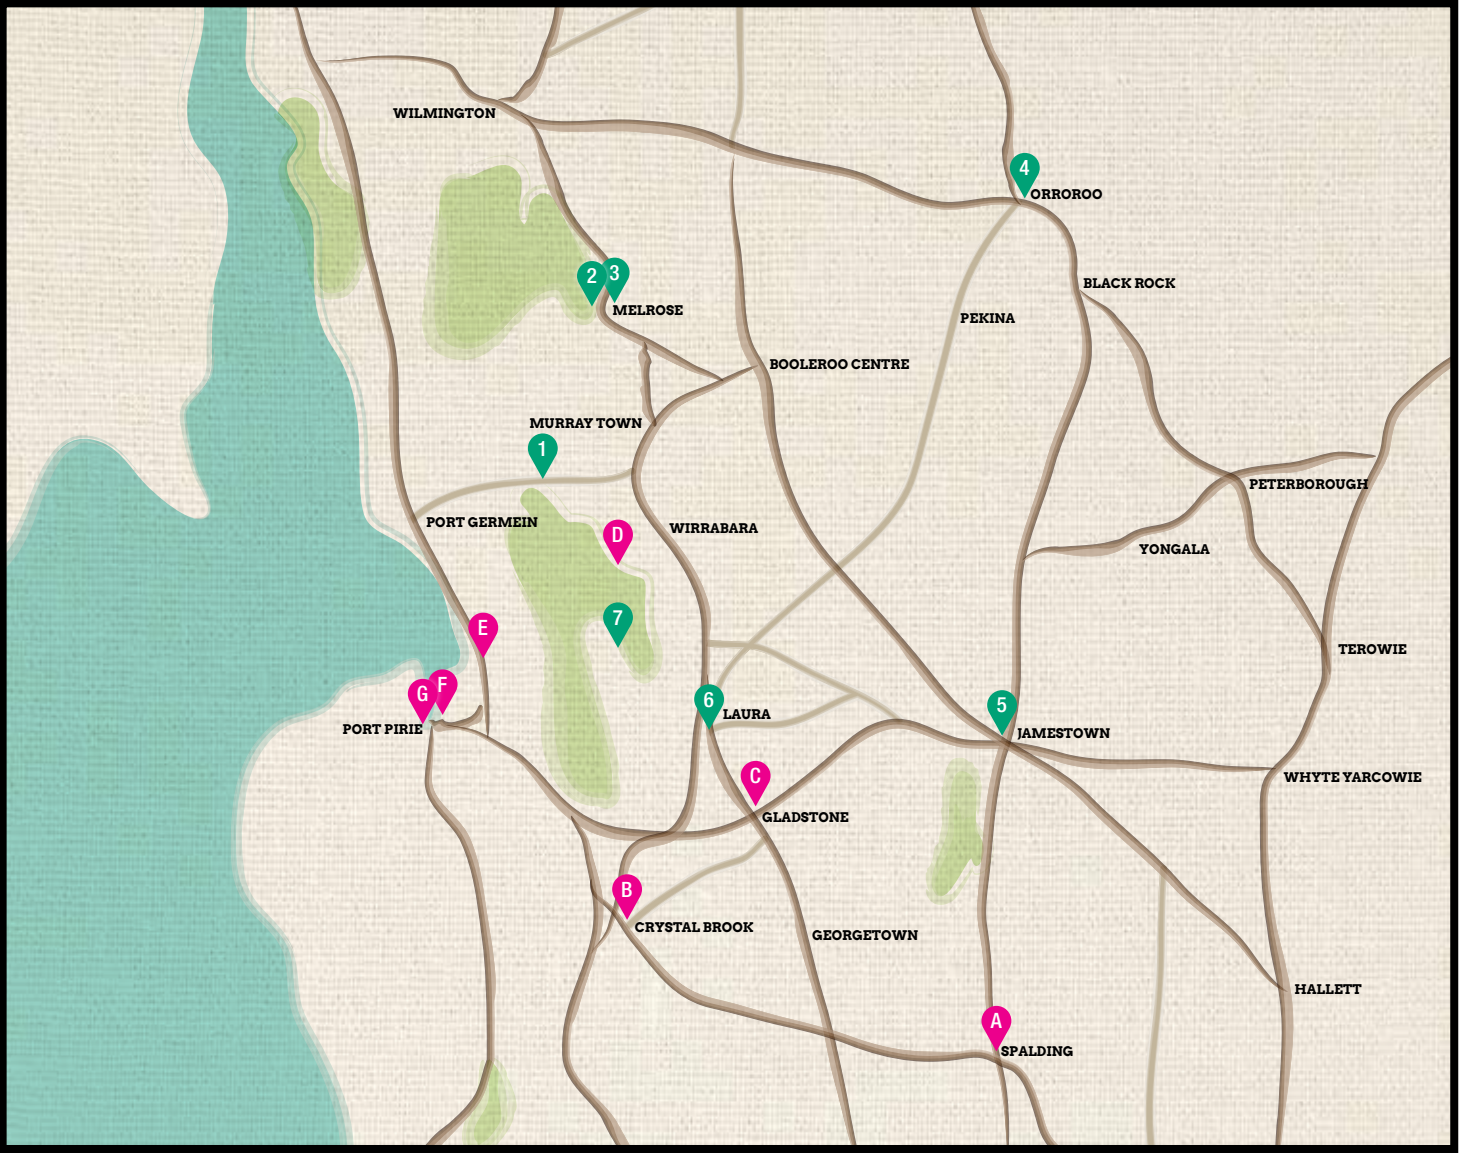 WILMINGTON
4
ORROROO
2
3
BLACK ROCK
MELROSE
PEKINA
BOOLEROO CENTRE
MURRAY TOWN
1
PETERBOROUGH
PORT GERMEIN
WIRRABARA
D
YONGALA
7
E
TEROWIE
G
F
6
LAURA
5
PORT PIRIE
JAMESTOWN
C
WHYTE YARCOWIE
GLADSTONE
B
CRYSTAL BROOK
GEORGETOWN
HALLETT
A
SPALDING